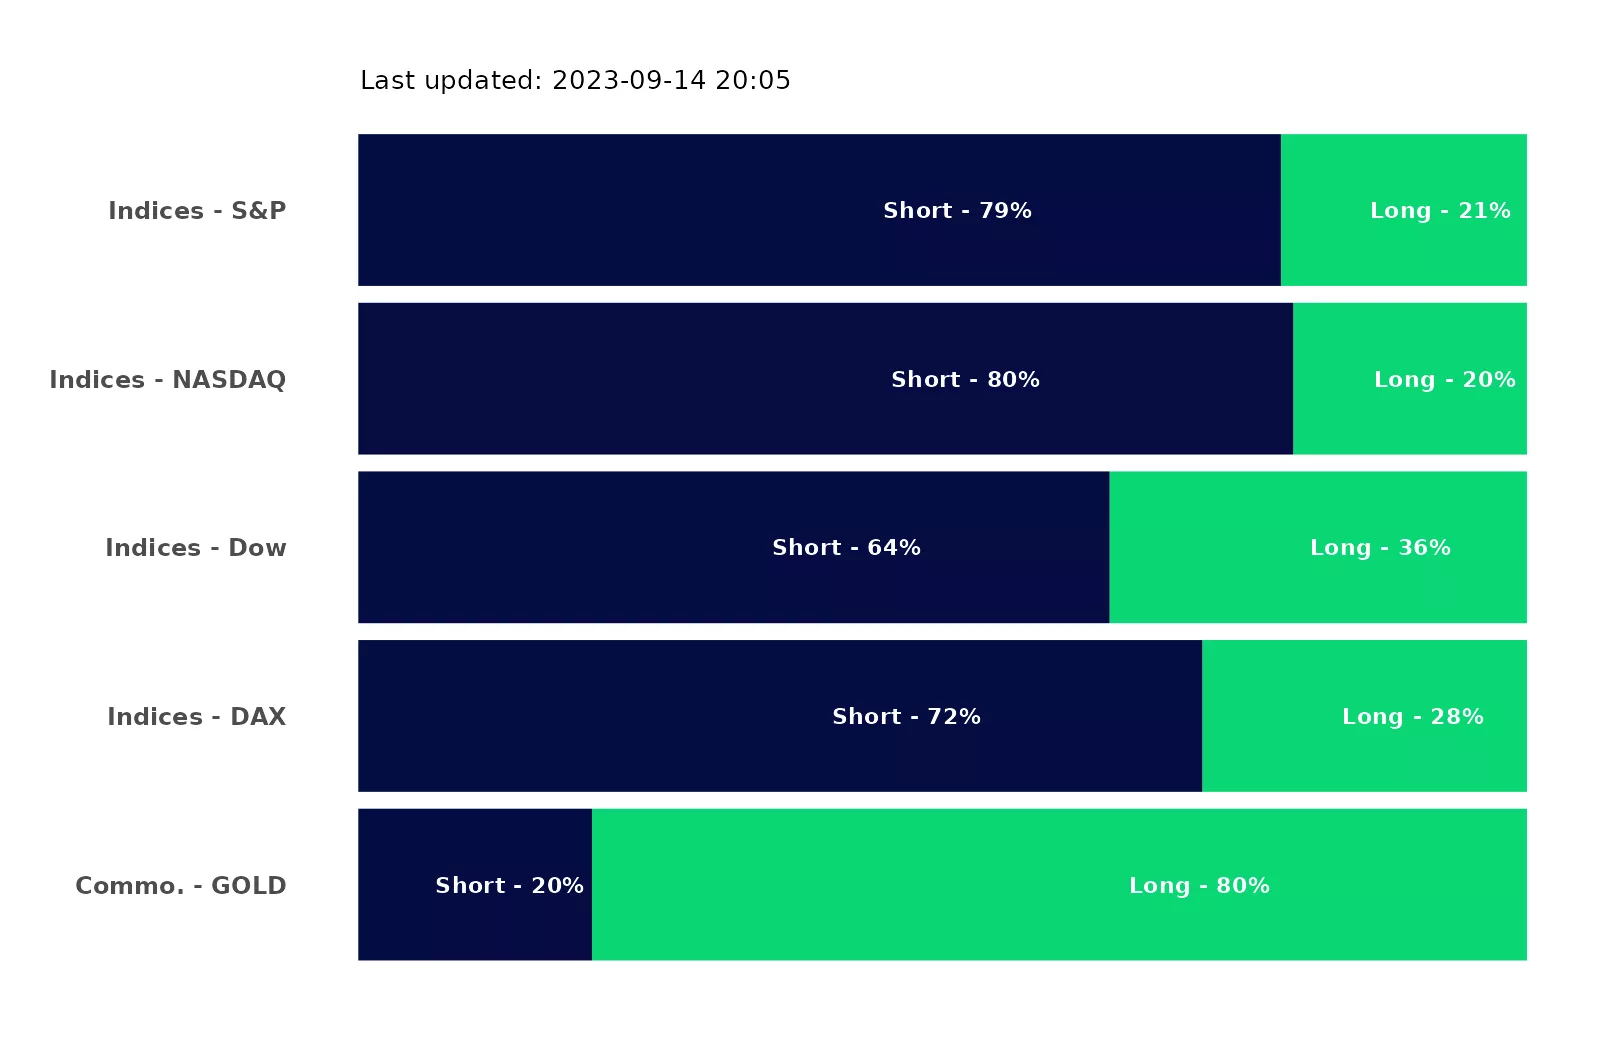 Last updated: 2023-09-14 20:05
Indices - S&P Short - 79% Long - 21%
Indices - NASDAQ Short - 80% Long - 20%
Indices - Dow Short - 64% Long - 36%
Indices - DAX Short - 72% Long - 28%
Commo. - GOLD Short - 20% Long - 80%